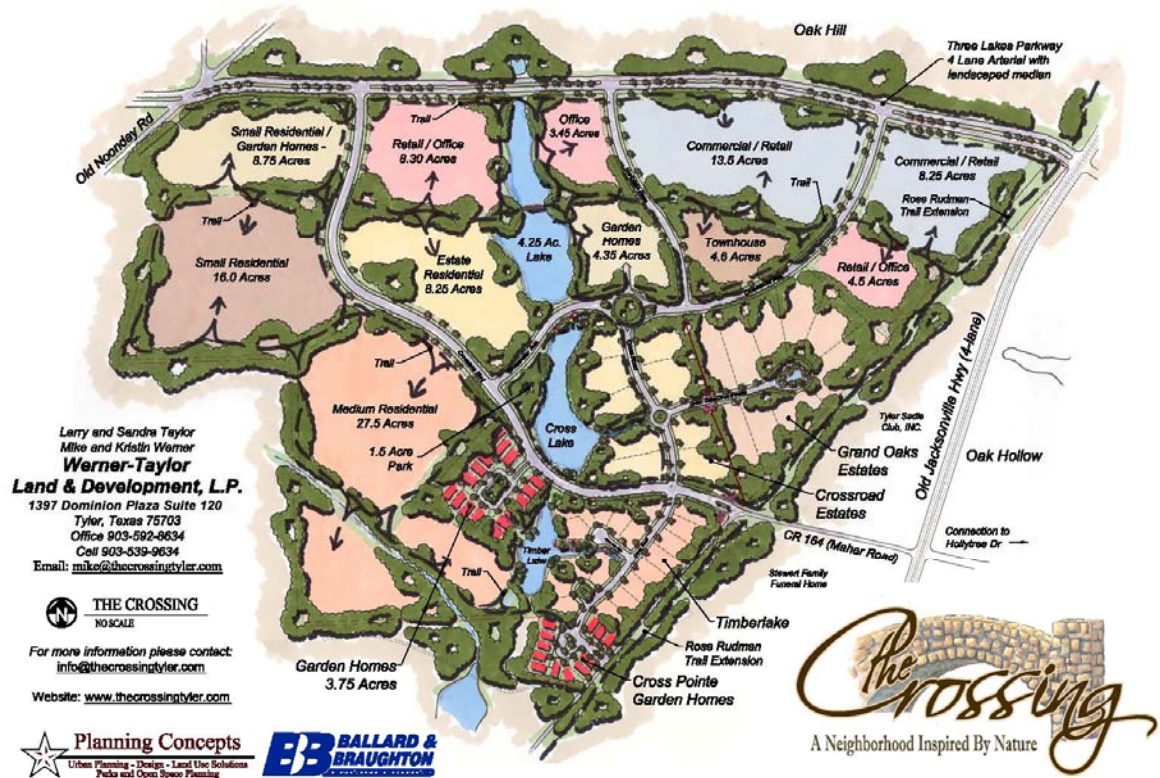 Oak Hill
Three Lakes Parkway
4 Lane Arterial with
landscaped median
Old Noonday Rd
Trail
Small Residential /
Garden Homes -
8.75 Acres
Retail / Office
8.30 Acres
Office
3.45 Acres
Commercial / Retail
13.5 Acres
Commercial / Retail
8.25 Acres
Trail
Rose Rudman
Trail Extension
Trail
Small Residential
16.0 Acres
Estate
Residential
8.25 Acres
4.25 Ac.
Lake
Garden
Homes
4.35 Acres
Townhouse
4.6 Acres
Retail / Office
4.5 Acres
Trail
Medium Residential
27.5 Acres
1.5 Acre
Park
Cross
Lake
Old Jacksonville Hwy (4-lane)
Tyler Sadle
Club, INC.
Grand Oaks
Estates
Oak Hollow
Crossroad
Estates
CR 164 (Mahar Road)
Connection to
Hollytree Dr
Stewart Family
Funeral Home
Timber
Trail
Timberlake
Rose Rudman
Trail Extension
Garden Homes
3.75 Acres
Cross Pointe
Garden Homes
Larry and Sandra Taylor
Mike and Kristin Werner
Werner-Taylor
Land & Development, L.P.
1397 Dominion Plaza Suite 120
Tyler, Texas 75703
Office 903-592-8634
Cell 903-539-9634
Email: mike@thecrossingtyler.com
N
THE CROSSING
NO SCALE
For more information please contact:
info@thecrossingtyler.com
Website: www.thecrossingtyler.com
Planning Concepts
Urban Planning - Design - Land Use Solutions
Parks and Open Space Planning
BB BALLARD &
BRAUGHTON
The Crossing
A Neighborhood Inspired By Nature